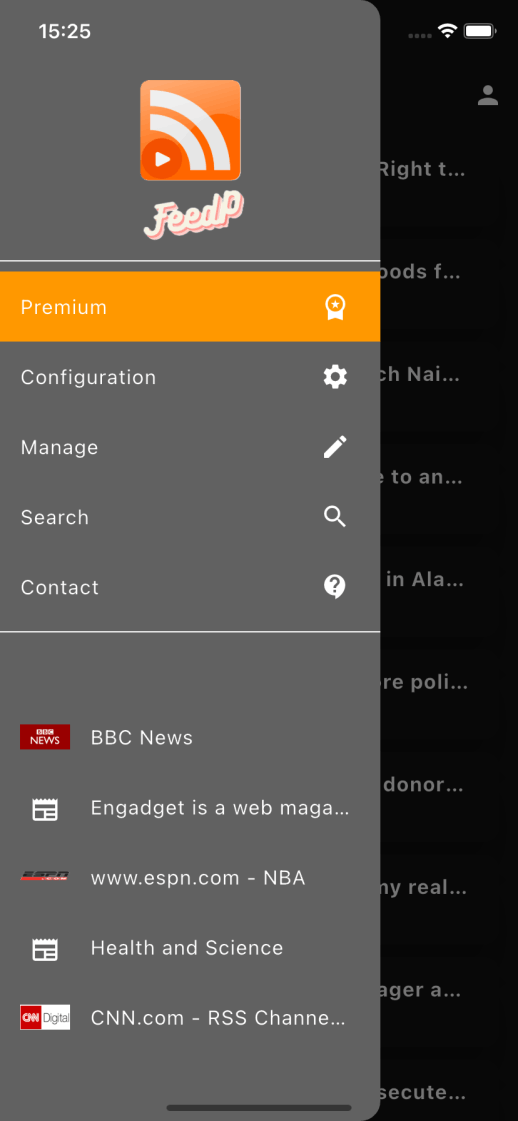 15:25
FeedP
Premium
Configuration
Manage
Search
Contact
BBC NEWS
BBC News
Engadget is a web maga...
ESPN
www.espn.com - NBA
Health and Science
CNN Digital
CNN.com - RSS Channe...
Right t...
oods f...
ch Nai...
e to an...
in Ala...
ore poli...
donor...
ny real...
ager a...
secute...